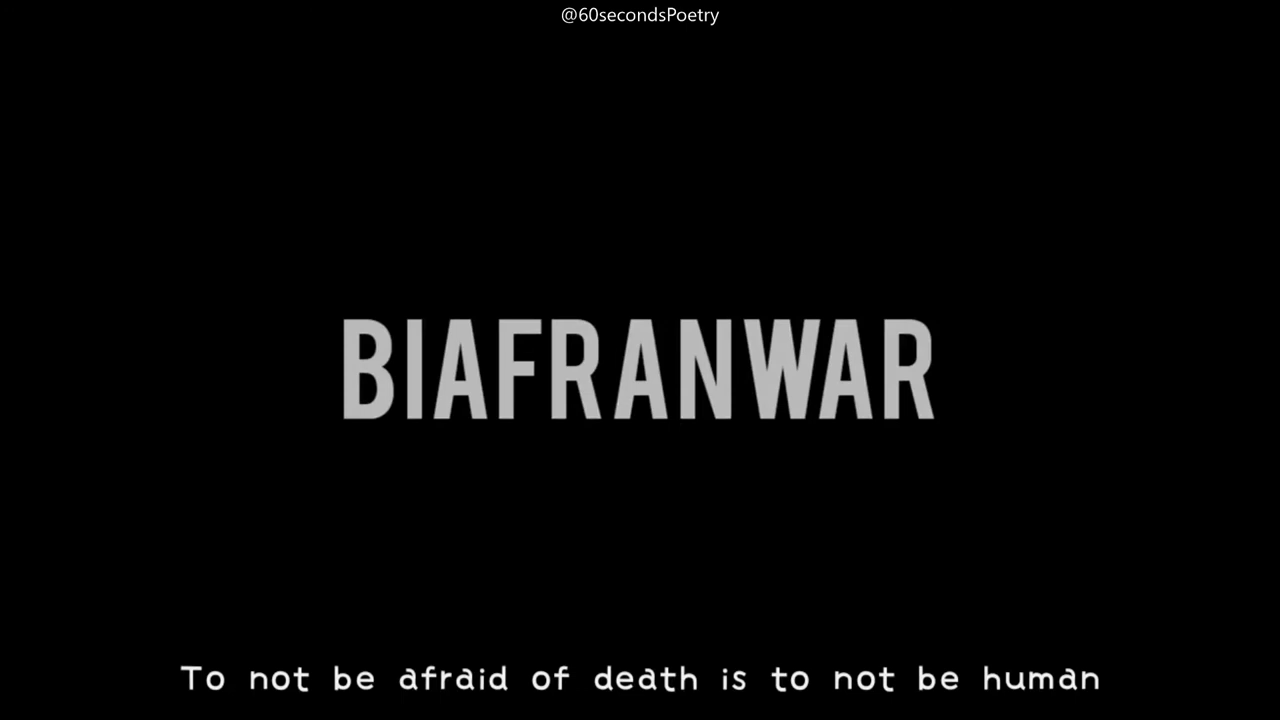 @60secondsPoetry
BIAFRANWAR
To not be afraid of death is to not be human